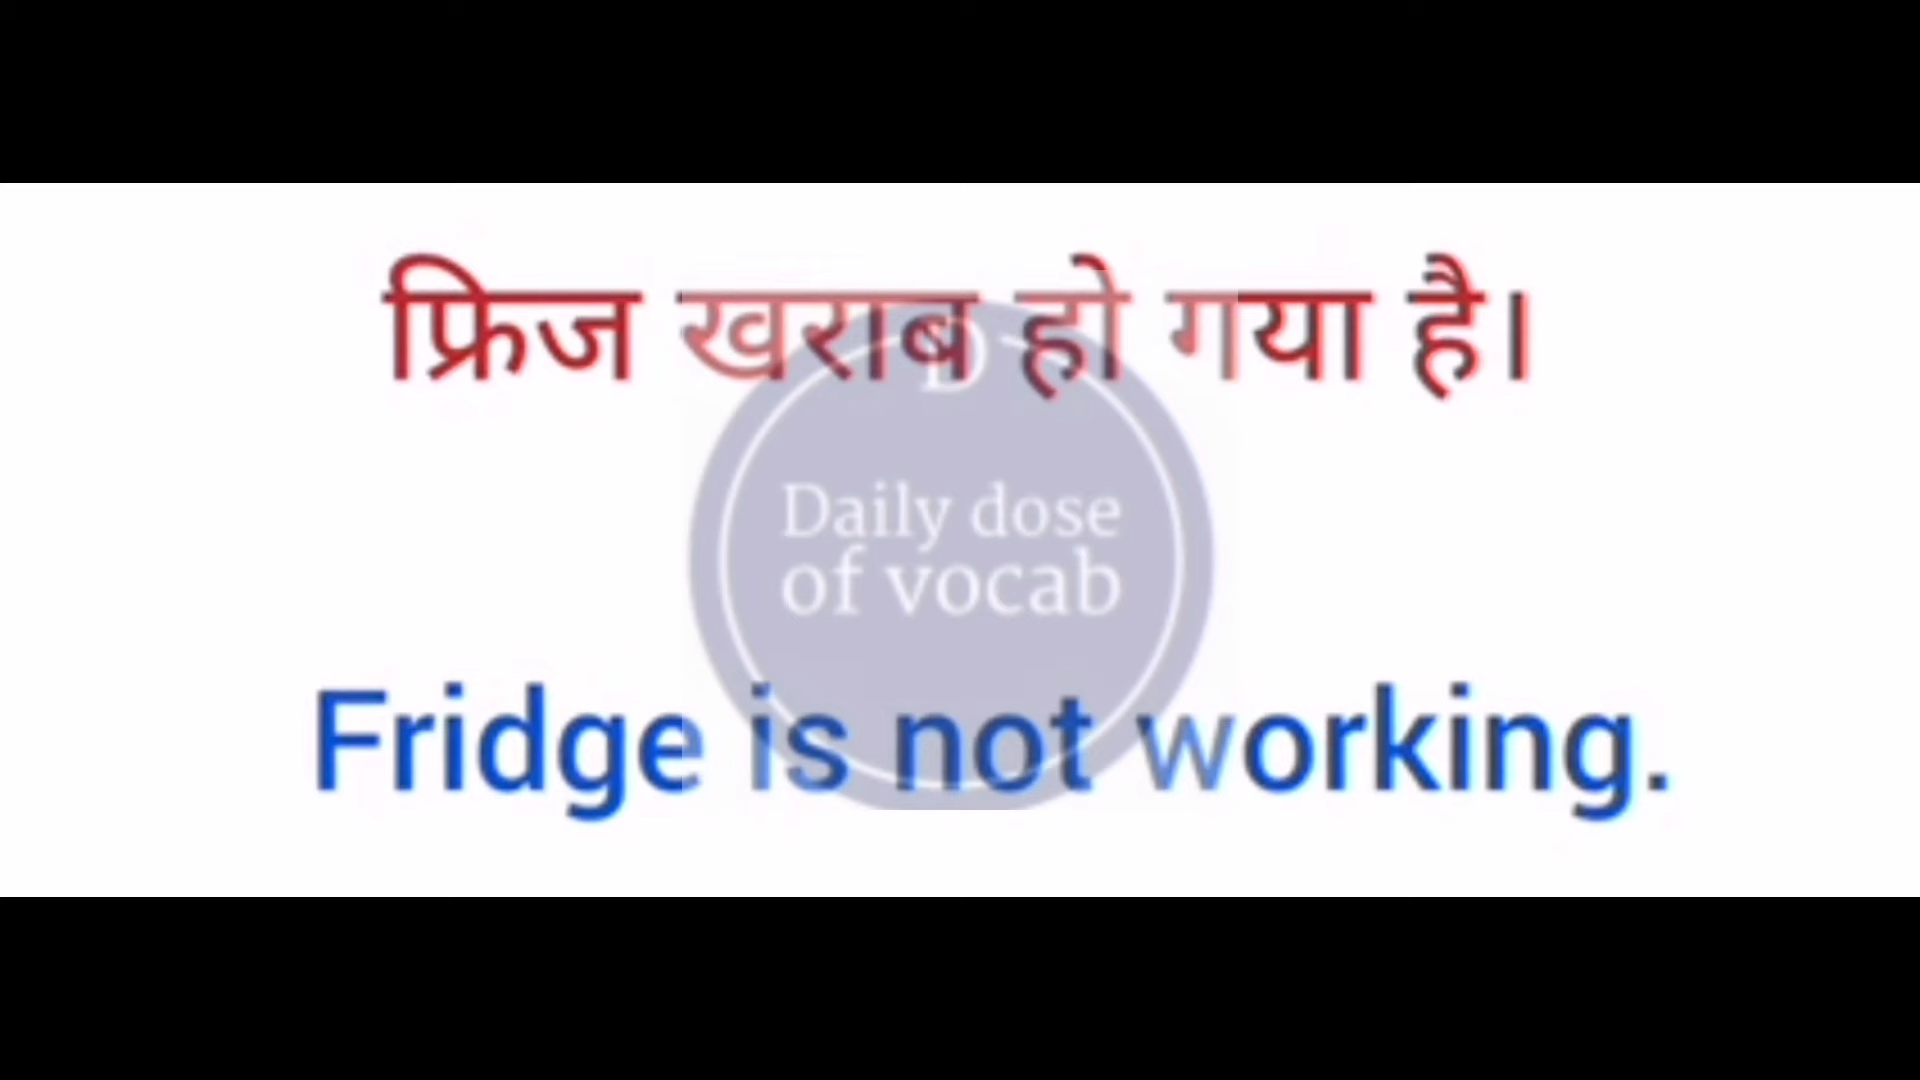 फ्रिज खराब हो गया है।
D
Daily dose
of vocab
Fridge is not working.